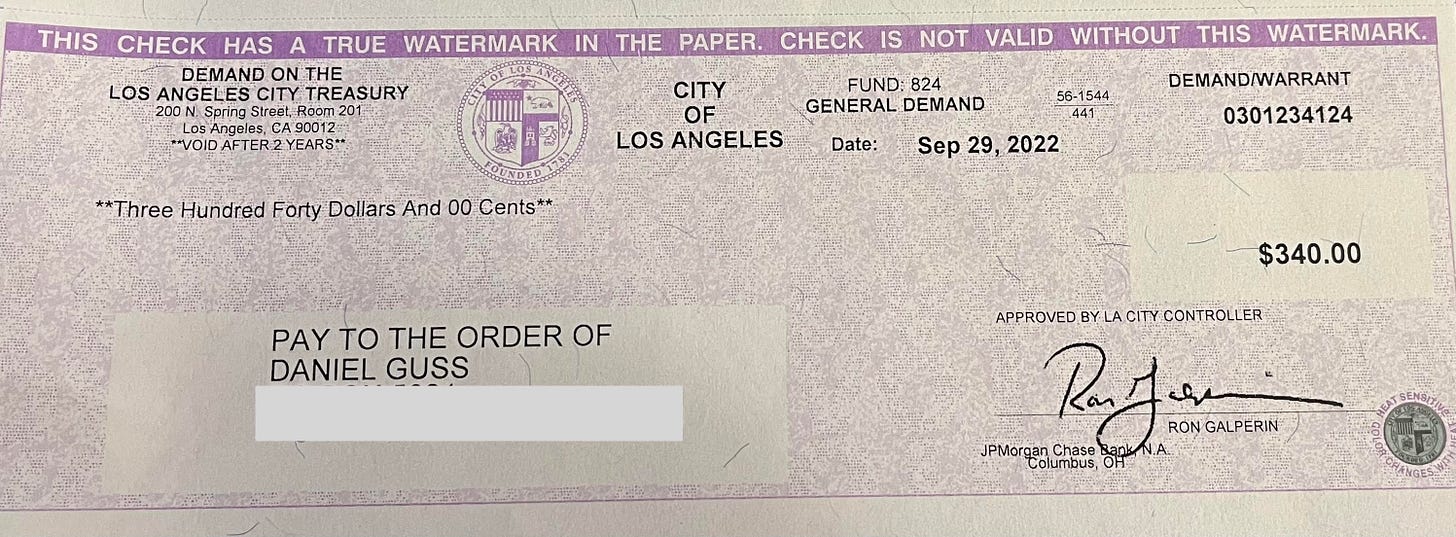 THIS CHECK HAS A TRUE WATERMARK IN THE PAPER. CHECK IS NOT VALID WITHOUT THIS WATERMARK.
DEMAND ON THE
LOS ANGELES CITY TREASURY
200 N. Spring Street, Room 201
Los Angeles, CA 90012
**VOID AFTER 2 YEARS**
CITY OF LOS ANGELES
FOUNDED 1781
CITY
OF
LOS ANGELES
FUND: 824
GENERAL DEMAND
Date: Sep 29, 2022
56-1544
441
DEMAND/WARRANT
0301234124
**Three Hundred Forty Dollars And 00 Cents**
$340.00
PAY TO THE ORDER OF
DANIEL GUSS
APPROVED BY LA CITY CONTROLLER
Ron Galperin
RON GALPERIN
JPMorgan Chase Bank, N.A.
Columbus, OH
HEAT SENSITIVE
COLOR CHANGES